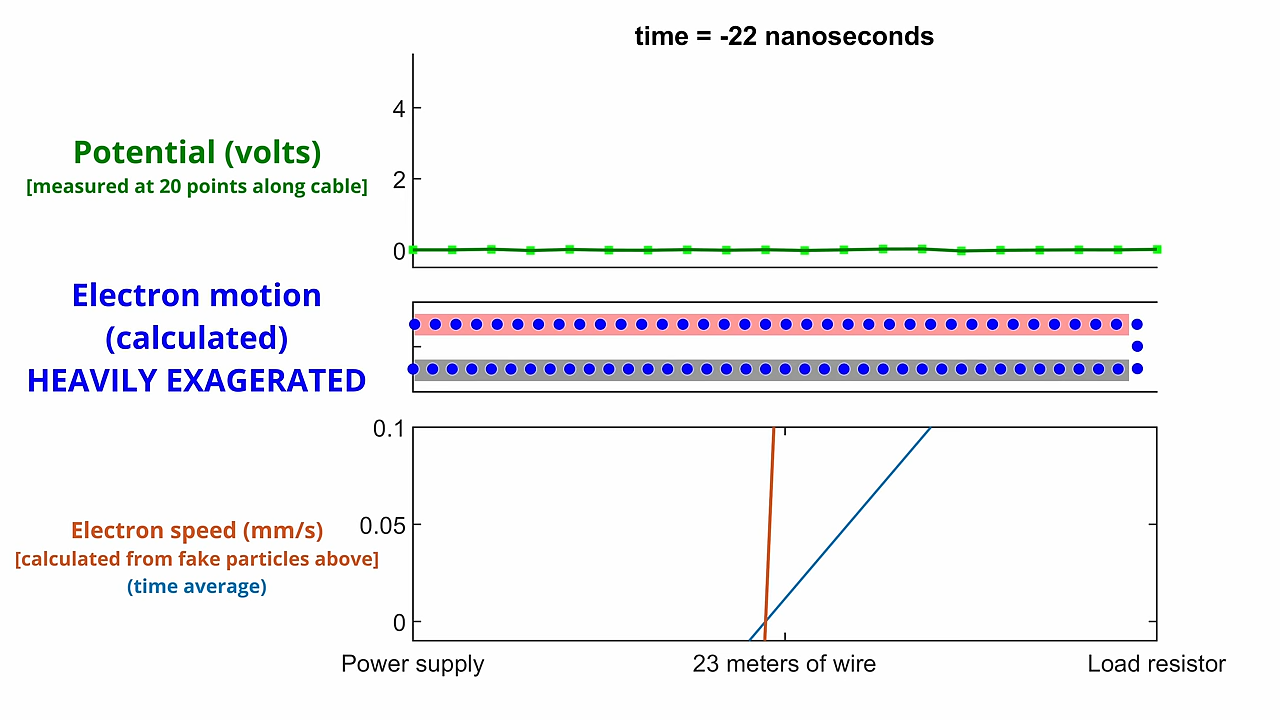 time = -22 nanoseconds
4
2
0
Potential (volts)
[measured at 20 points along cable]
Electron motion
(calculated)
HEAVILY EXAGERATED
0.1
0.05
0
Electron speed (mm/s)
[calculated from fake particles above]
(time average)
Power supply
23 meters of wire
Load resistor